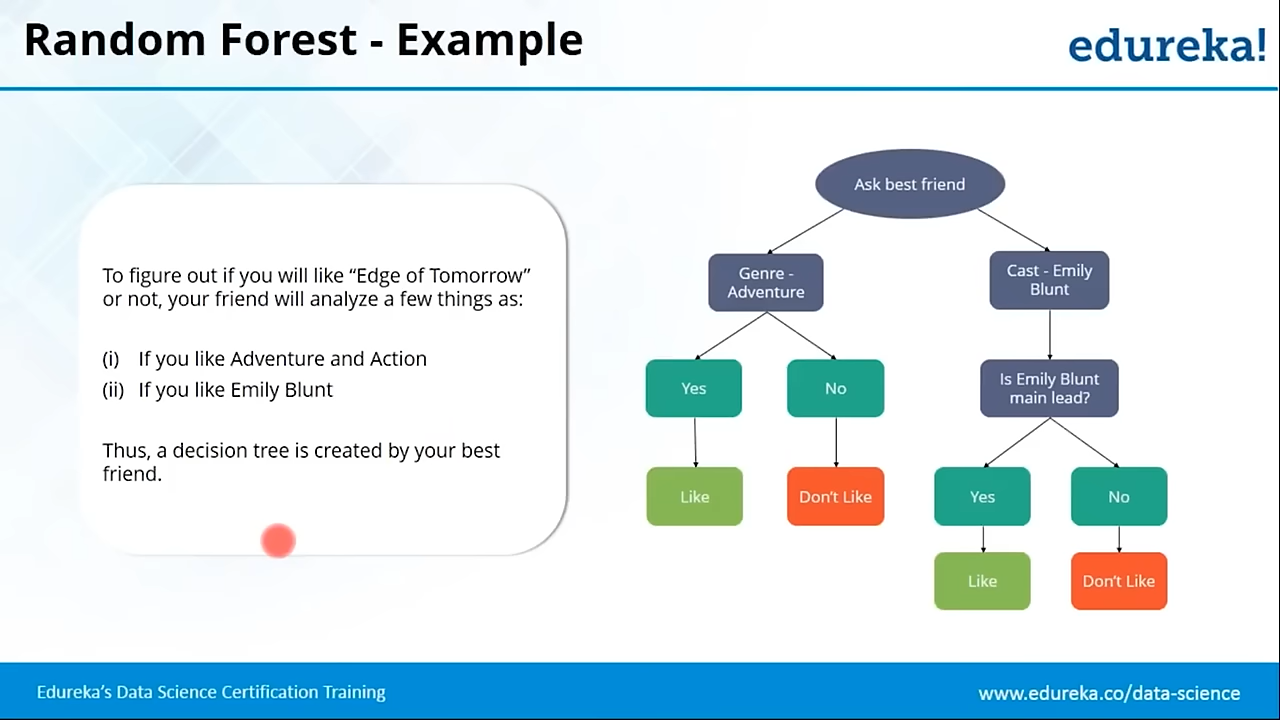 Random Forest - Example
edureka!
To figure out if you will like “Edge of Tomorrow”
or not, your friend will analyze a few things as:
(i) If you like Adventure and Action
(ii) If you like Emily Blunt
Thus, a decision tree is created by your best
friend.
Ask best friend
Genre -
Adventure
Cast - Emily
Blunt
Yes
No
Is Emily Blunt
main lead?
Like
Don’t Like
Yes
No
Like
Don’t Like
Edureka’s Data Science Certification Training
www.edureka.co/data-science